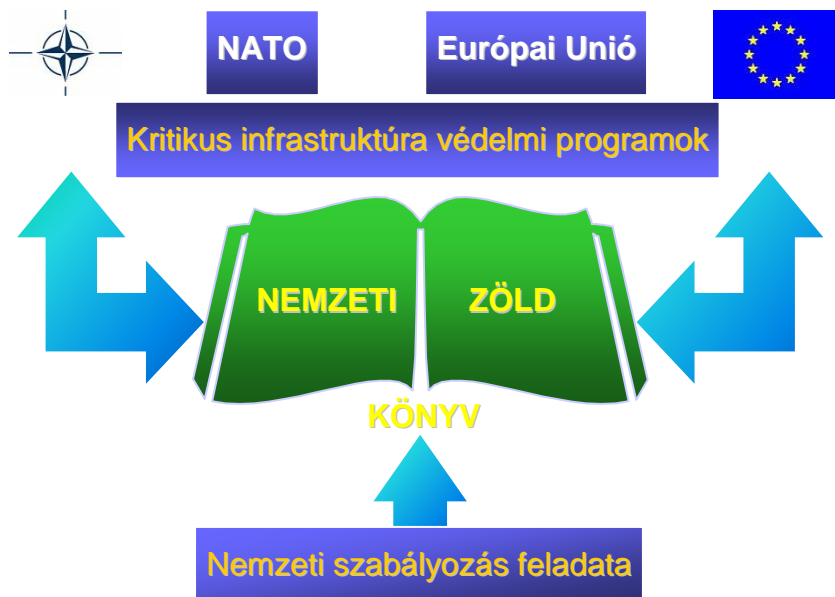 NATO
Európai Unió
Kritikus infrastruktúra védelmi programok
NEMZETI ZÖLD
KÖNYV
Nemzeti szabályozás feladata